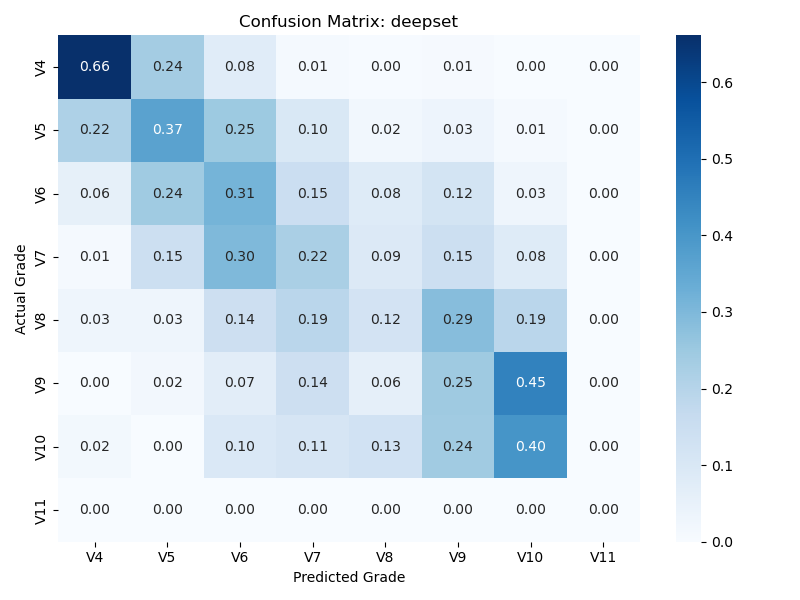 Confusion Matrix: deepset
Actual Grade
V4 0.66 0.24 0.08 0.01 0.00 0.01 0.00 0.00
V5 0.22 0.37 0.25 0.10 0.02 0.03 0.01 0.00
V6 0.06 0.24 0.31 0.15 0.08 0.12 0.03 0.00
V7 0.01 0.15 0.30 0.22 0.09 0.15 0.08 0.00
V8 0.03 0.03 0.14 0.19 0.12 0.29 0.19 0.00
V9 0.00 0.02 0.07 0.14 0.06 0.25 0.45 0.00
V10 0.02 0.00 0.10 0.11 0.13 0.24 0.40 0.00
V11 0.00 0.00 0.00 0.00 0.00 0.00 0.00 0.00
V4 V5 V6 V7 V8 V9 V10 V11
Predicted Grade
0.6
0.5
0.4
0.3
0.2
0.1
0.0